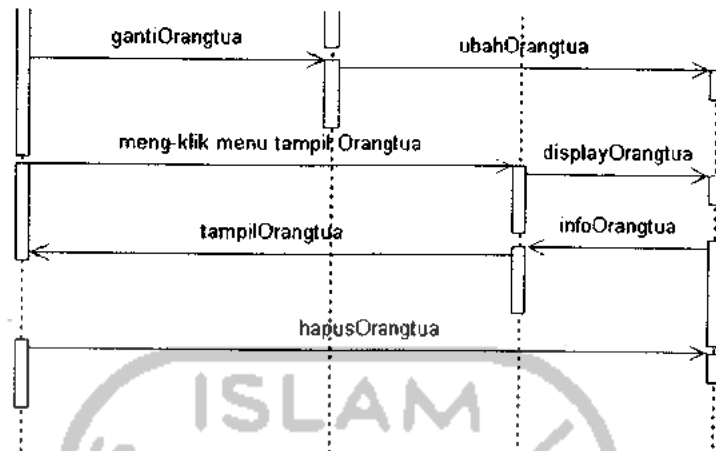 gantiOrangtua
ubahOrangtua
meng-klik menu tampil Orangtua
displayOrangtua
tampilOrangtua
infoOrangtua
hapusOrangtua
ISLAM